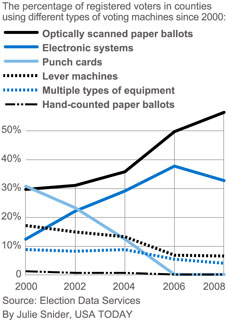 The percentage of registered voters in counties
using different types of voting machines since 2000:
Optically scanned paper ballots
Electronic systems
Punch cards
Lever machines
Multiple types of equipment
Hand-counted paper ballots
50%
40
30
20
10
0
2000 2002 2004 2006 2008
Source: Election Data Services
By Julie Snider, USA TODAY